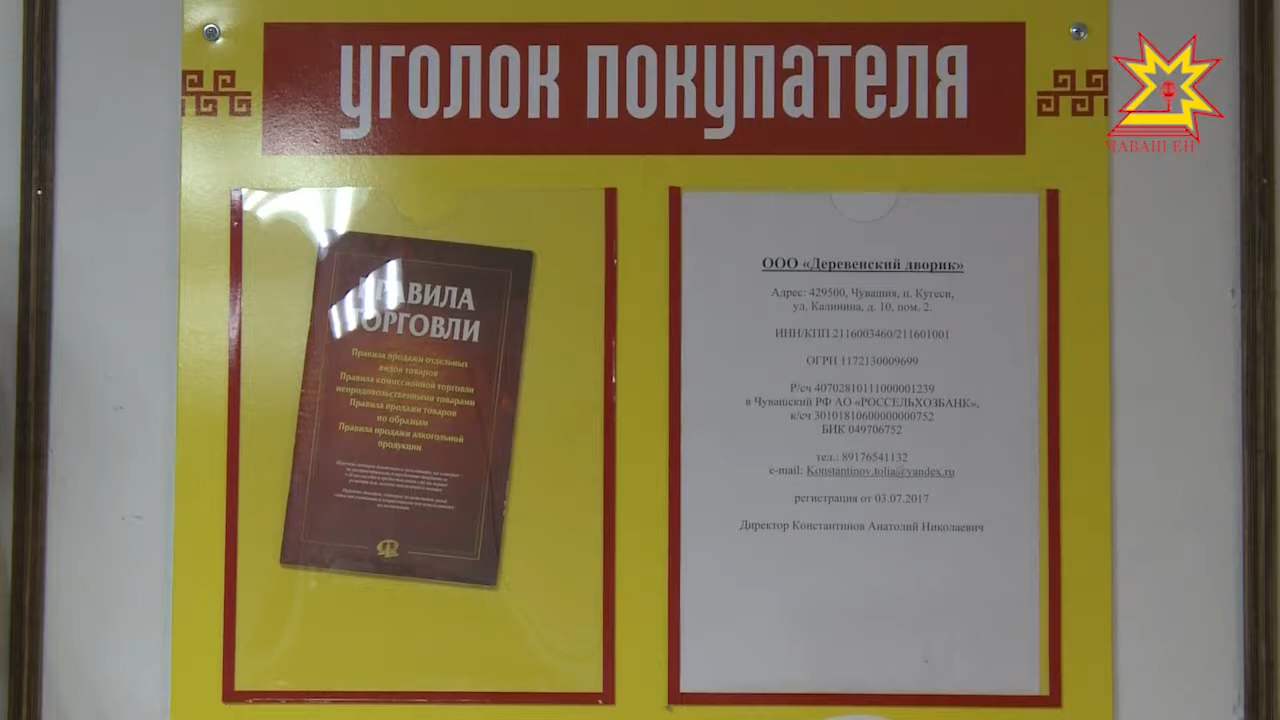 уголок покупателя
ЧАВАШ ЕН
ПРАВИЛА
ТОРГОВЛИ
Правила продажи отдельных
видов товаров
Правила комиссионной торговли
непродовольственными товарами
Правила продажи товаров
по образцам
Правила продажи алкогольной
продукции
ООО «Деревенский дворик»
Адрес: 429500, Чувашия, п. Кугеси,
ул. Калинина, д. 10, пом. 2.
ИНН/КПП 2116003460/211601001
ОГРН 1172130009699
Р/сч 40702810111000001239
в Чувашский РФ АО «РОССЕЛЬХОЗБАНК»,
к/сч 30101810600000000752
БИК 049706752
тел.: 89176541132
e-mail: Konstantinov.tolia@yandex.ru
регистрация от 03.07.2017
Директор Константинов Анатолий Николаевич